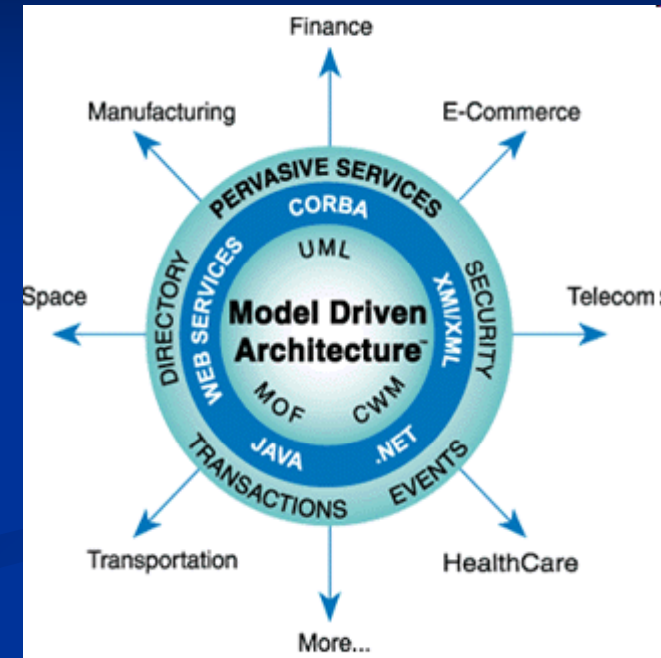 Finance
Manufacturing
E-Commerce
PERVASIVE SERVICES
CORBA
UML
DIRECTORY
WEB SERVICES
XMI/XML
SECURITY
Space
Telecom
Model Driven
Architecture™
MOF
CWM
JAVA
.NET
TRANSACTIONS
EVENTS
Transportation
HealthCare
More...